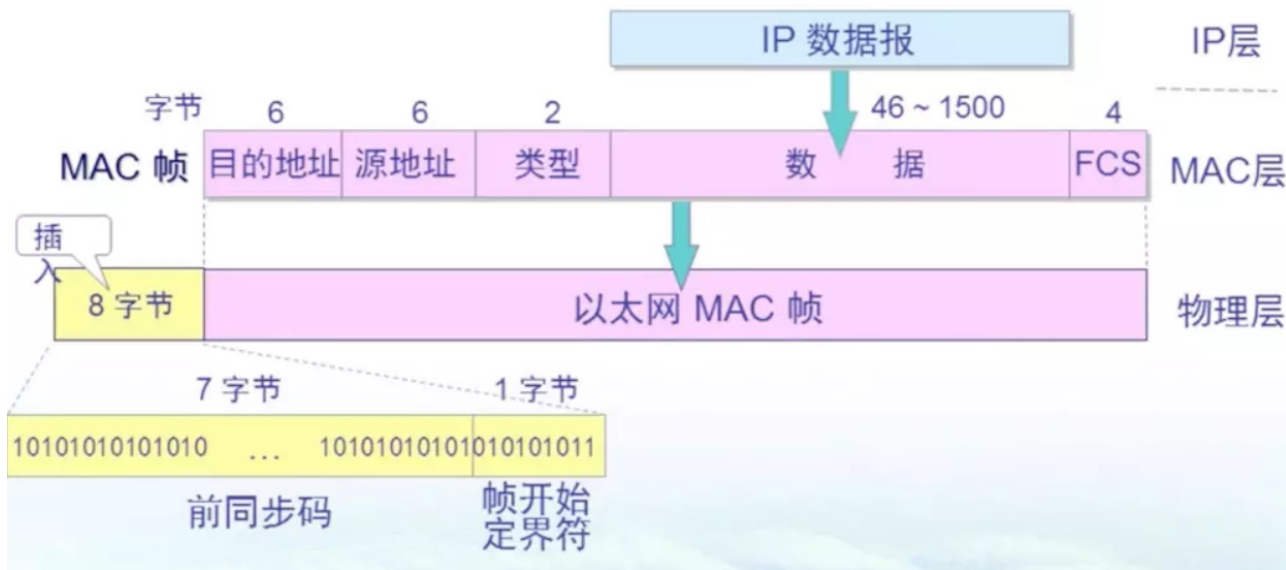 IP 数据报
IP层
字节 6 6 2 46 ~ 1500 4
MAC 帧 目的地址 源地址 类型 数 据 FCS MAC层
插
入
8 字节 以太网 MAC 帧 物理层
7 字节 1 字节
10101010101010 ... 10101010101010101011
前同步码 帧开始
定界符